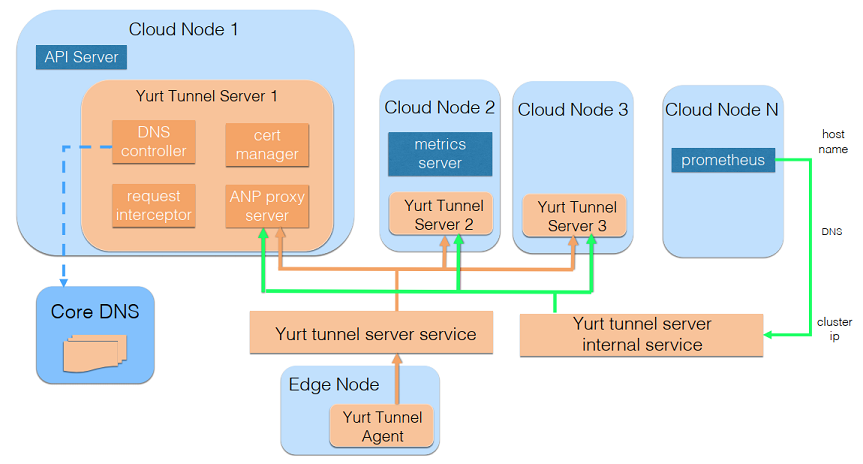 Cloud Node 1
API Server
Yurt Tunnel Server 1
DNS
controller
cert
manager
request
interceptor
ANP proxy
server
Cloud Node 2
metrics
server
Yurt Tunnel
Server 2
Cloud Node 3
Yurt Tunnel
Server 3
Cloud Node N
prometheus
host
name
DNS
cluster
ip
Core DNS
Yurt tunnel server service
Yurt tunnel server
internal service
Edge Node
Yurt Tunnel
Agent